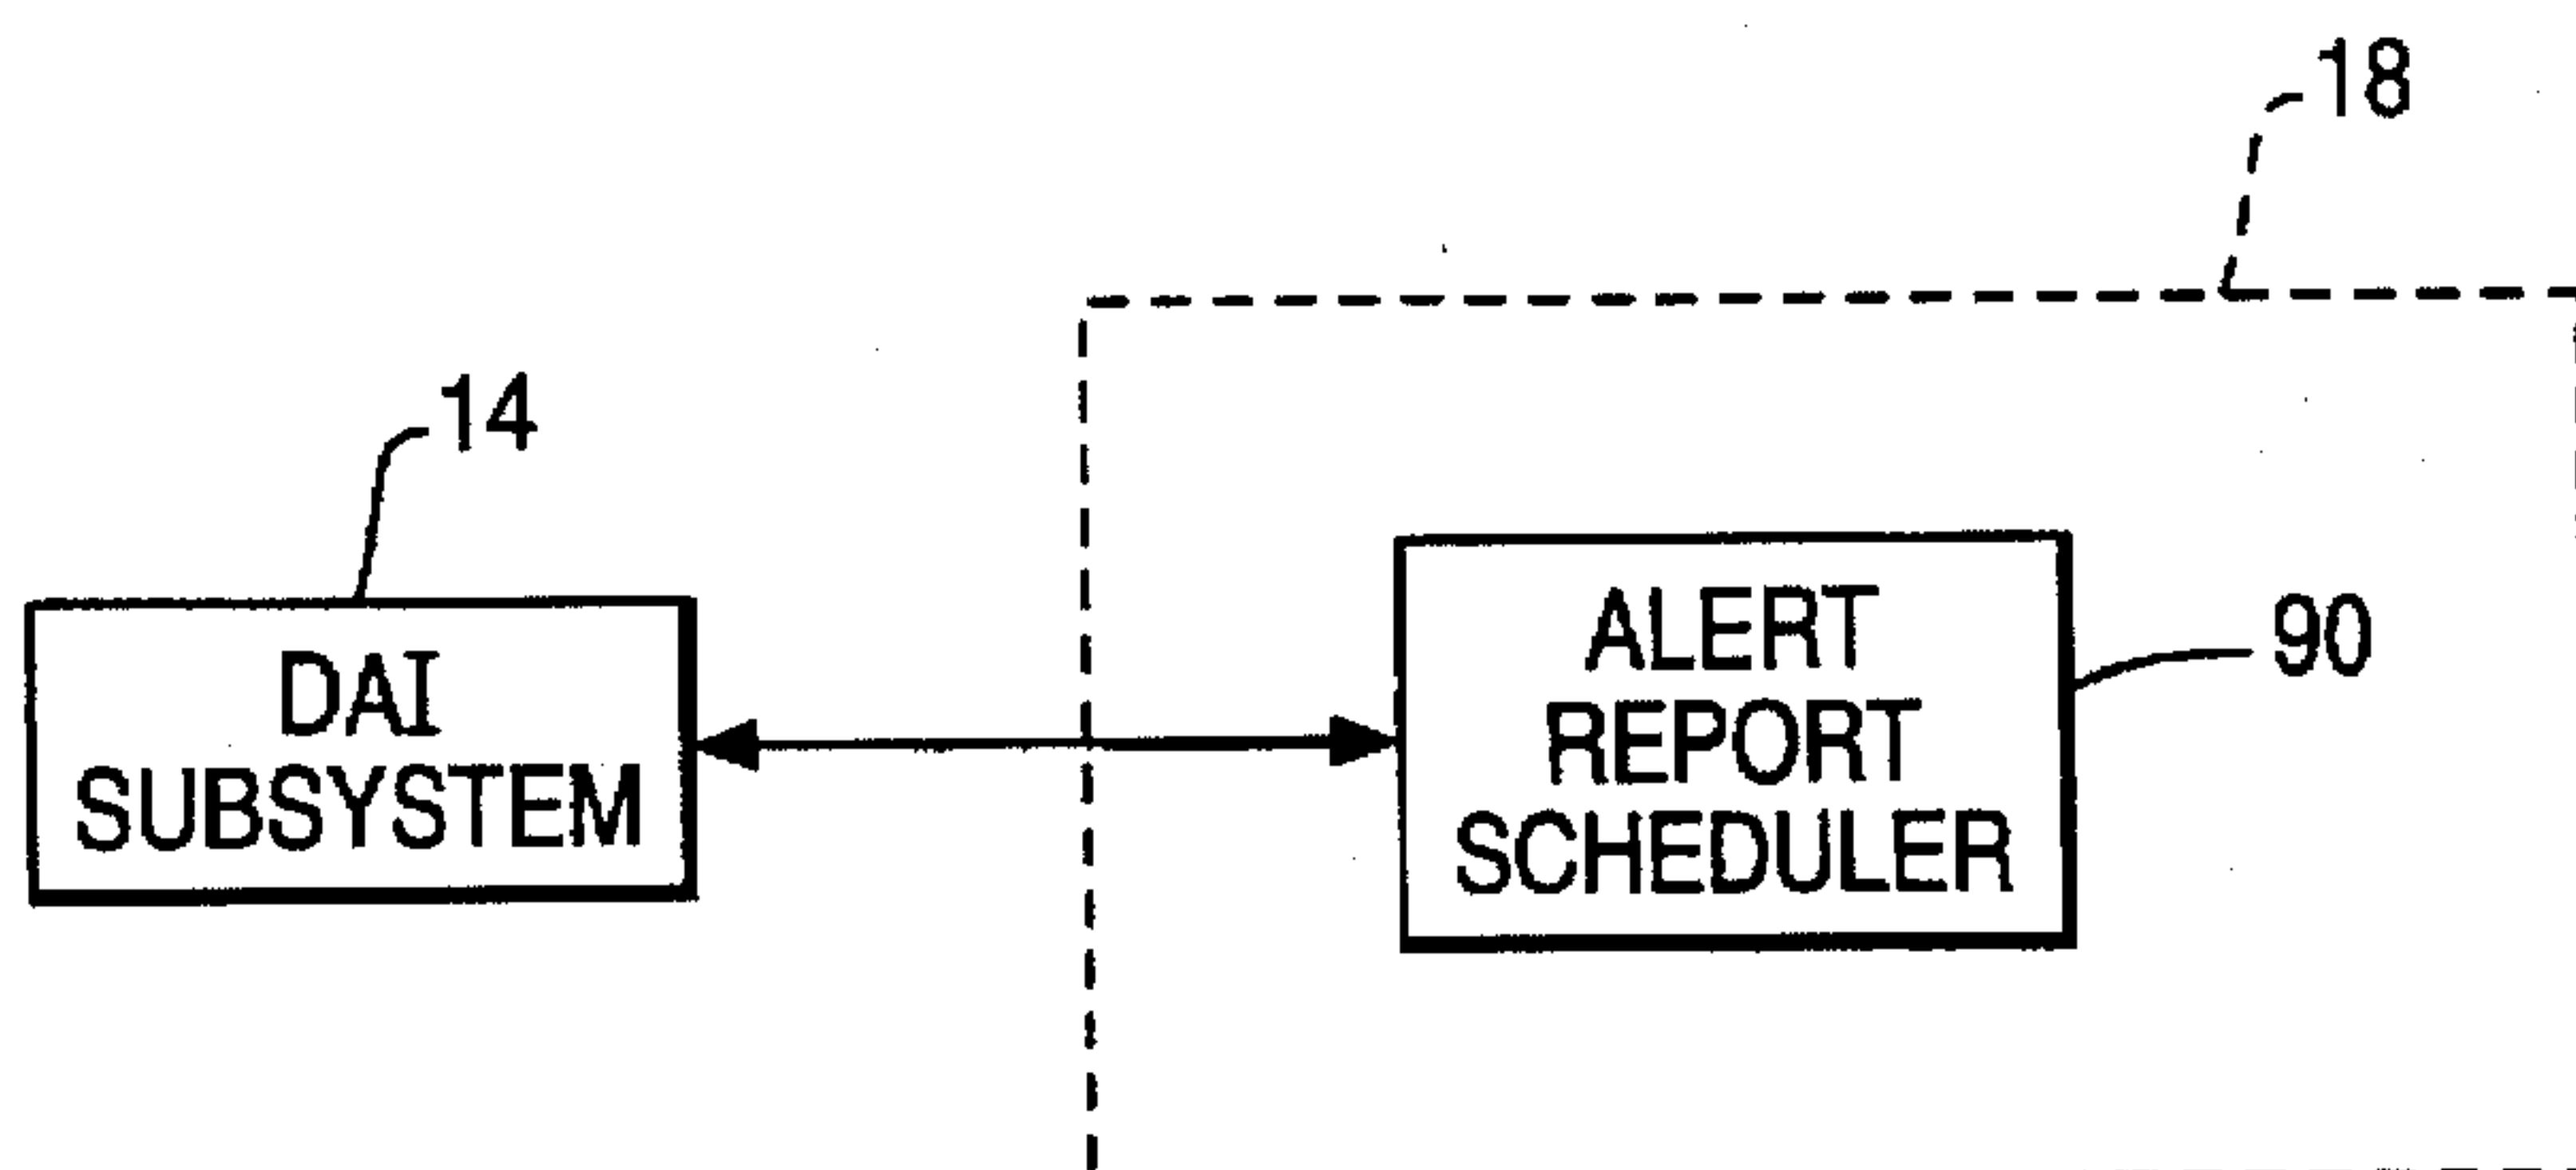 18
14
DAI
SUBSYSTEM
ALERT
REPORT
SCHEDULER
90